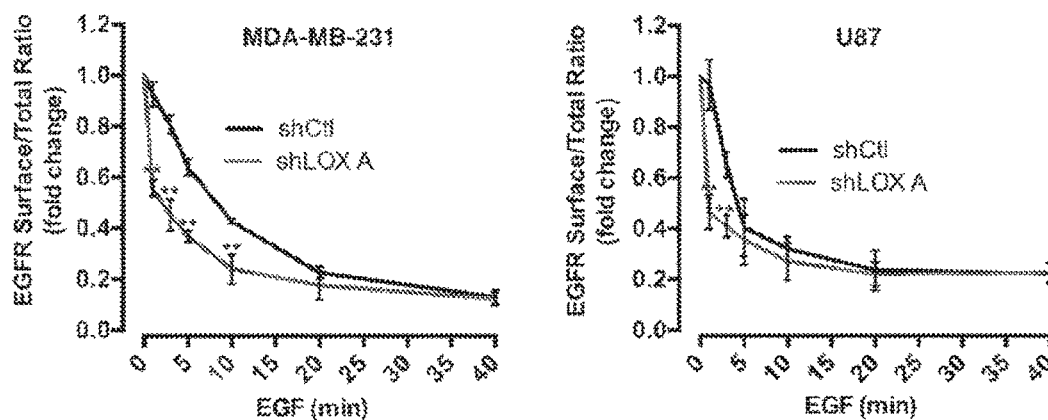 MDA-MB-231
EGFR Surface/Total Ratio
(fold change)
1.2
1.0
0.8
0.6
0.4
0.2
0.0
shCtl
shLOX A
**
**
**
0 5 10 15 20 25 30 35 40
EGF (min)
U87
EGFR Surface/Total Ratio
(fold change)
1.2
1.0
0.8
0.6
0.4
0.2
0.0
shCtl
shLOX A
**
0 5 10 15 20 25 30 35 40
EGF (min)